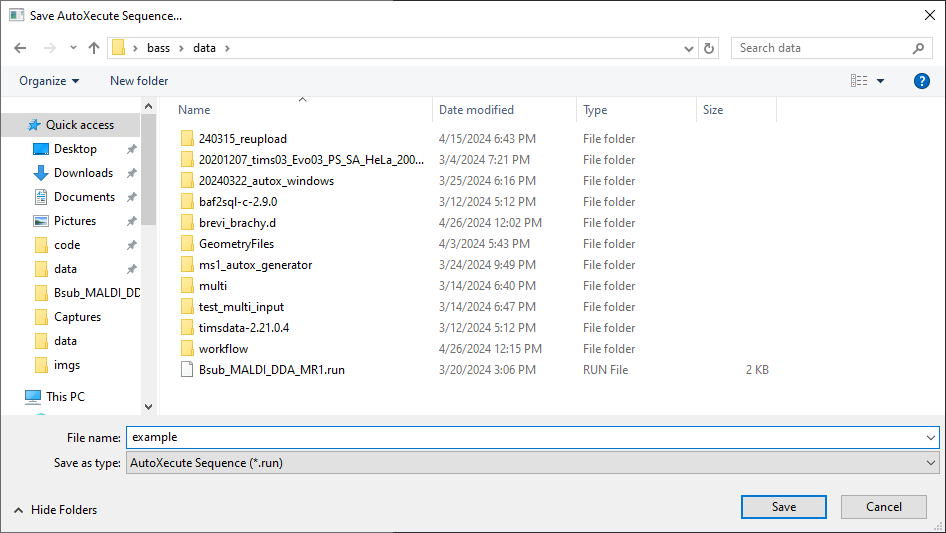 Save AutoXecute Sequence...
bass > data >
Search data
Organize
New folder
?
Name Date modified Type Size
Quick access
Desktop
Downloads
Documents
Pictures
code
data
Bsub_MALDI_DD
Captures
data
imgs
This PC
240315_reupload 4/15/2024 6:43 PM File folder
20201207_tims03_Evo03_PS_SA_HeLa_200... 3/4/2024 7:21 PM File folder
20240322_autox_windows 3/25/2024 6:16 PM File folder
baf2sql-c-2.9.0 3/12/2024 5:12 PM File folder
brevi_brachy.d 4/26/2024 12:02 PM File folder
GeometryFiles 4/3/2024 5:43 PM File folder
ms1_autox_generator 3/24/2024 9:49 PM File folder
multi 3/14/2024 6:40 PM File folder
test_multi_input 3/14/2024 6:47 PM File folder
timsdata-2.21.0.4 3/12/2024 5:12 PM File folder
workflow 4/26/2024 12:15 PM File folder
Bsub_MALDI_DDA_MR1.run 3/20/2024 3:06 PM RUN File 2 KB
File name: example
Save as type: AutoXecute Sequence (*.run)
Hide Folders
Save
Cancel